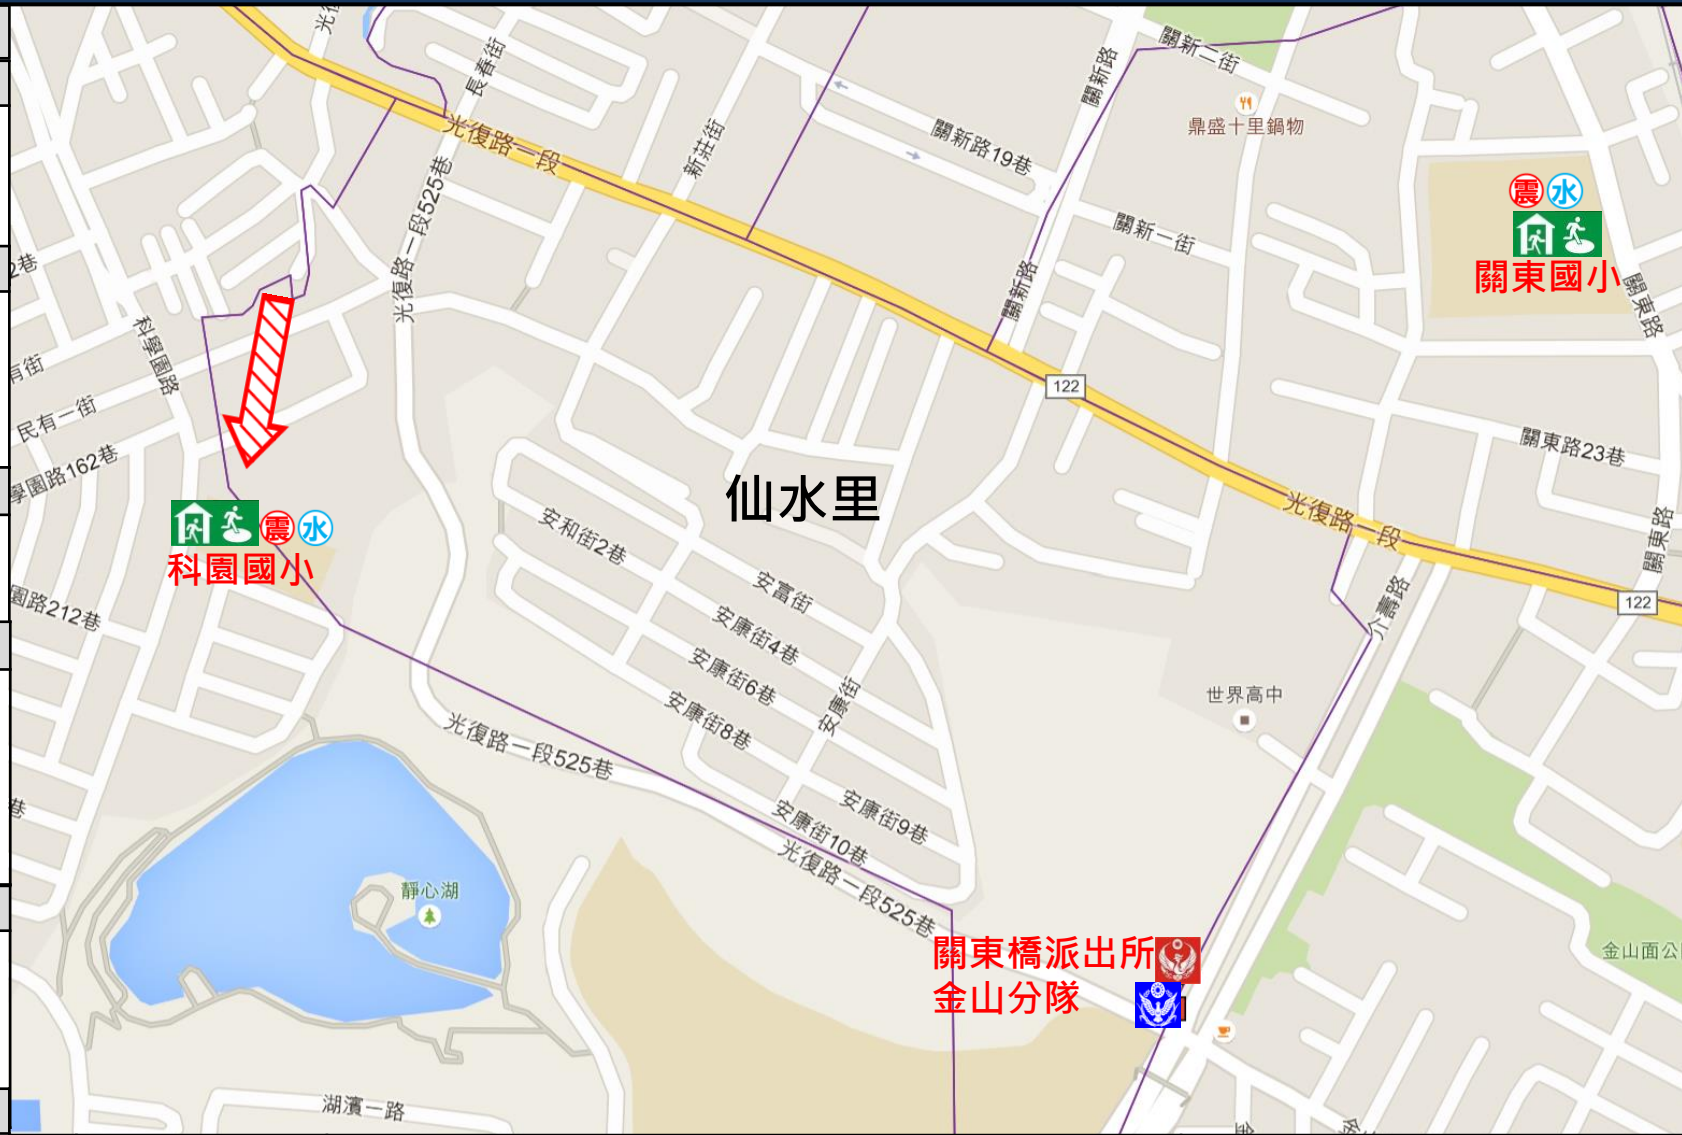 長春街
關新路
關新二街
鼎盛十里鍋物
光復路一段
新莊街
關新路19巷
光復路一段525巷
關新一街
震 水
關東國小
關新路
關東路
2巷
科學園路
有街
122
民有一街
學園路162巷
關東路23巷
仙水里
光復路一段
安和街2巷
震 水
科園國小
關東路
安富街
園路212巷
安康街4巷
122
介壽路
安康街6巷
安康街8巷
安康街
世界高中
光復路一段525巷
安康街9巷
安康街10巷
巷
光復路一段525巷
靜心湖
關東橋派出所
金山分隊
金山面公
湖濱一路